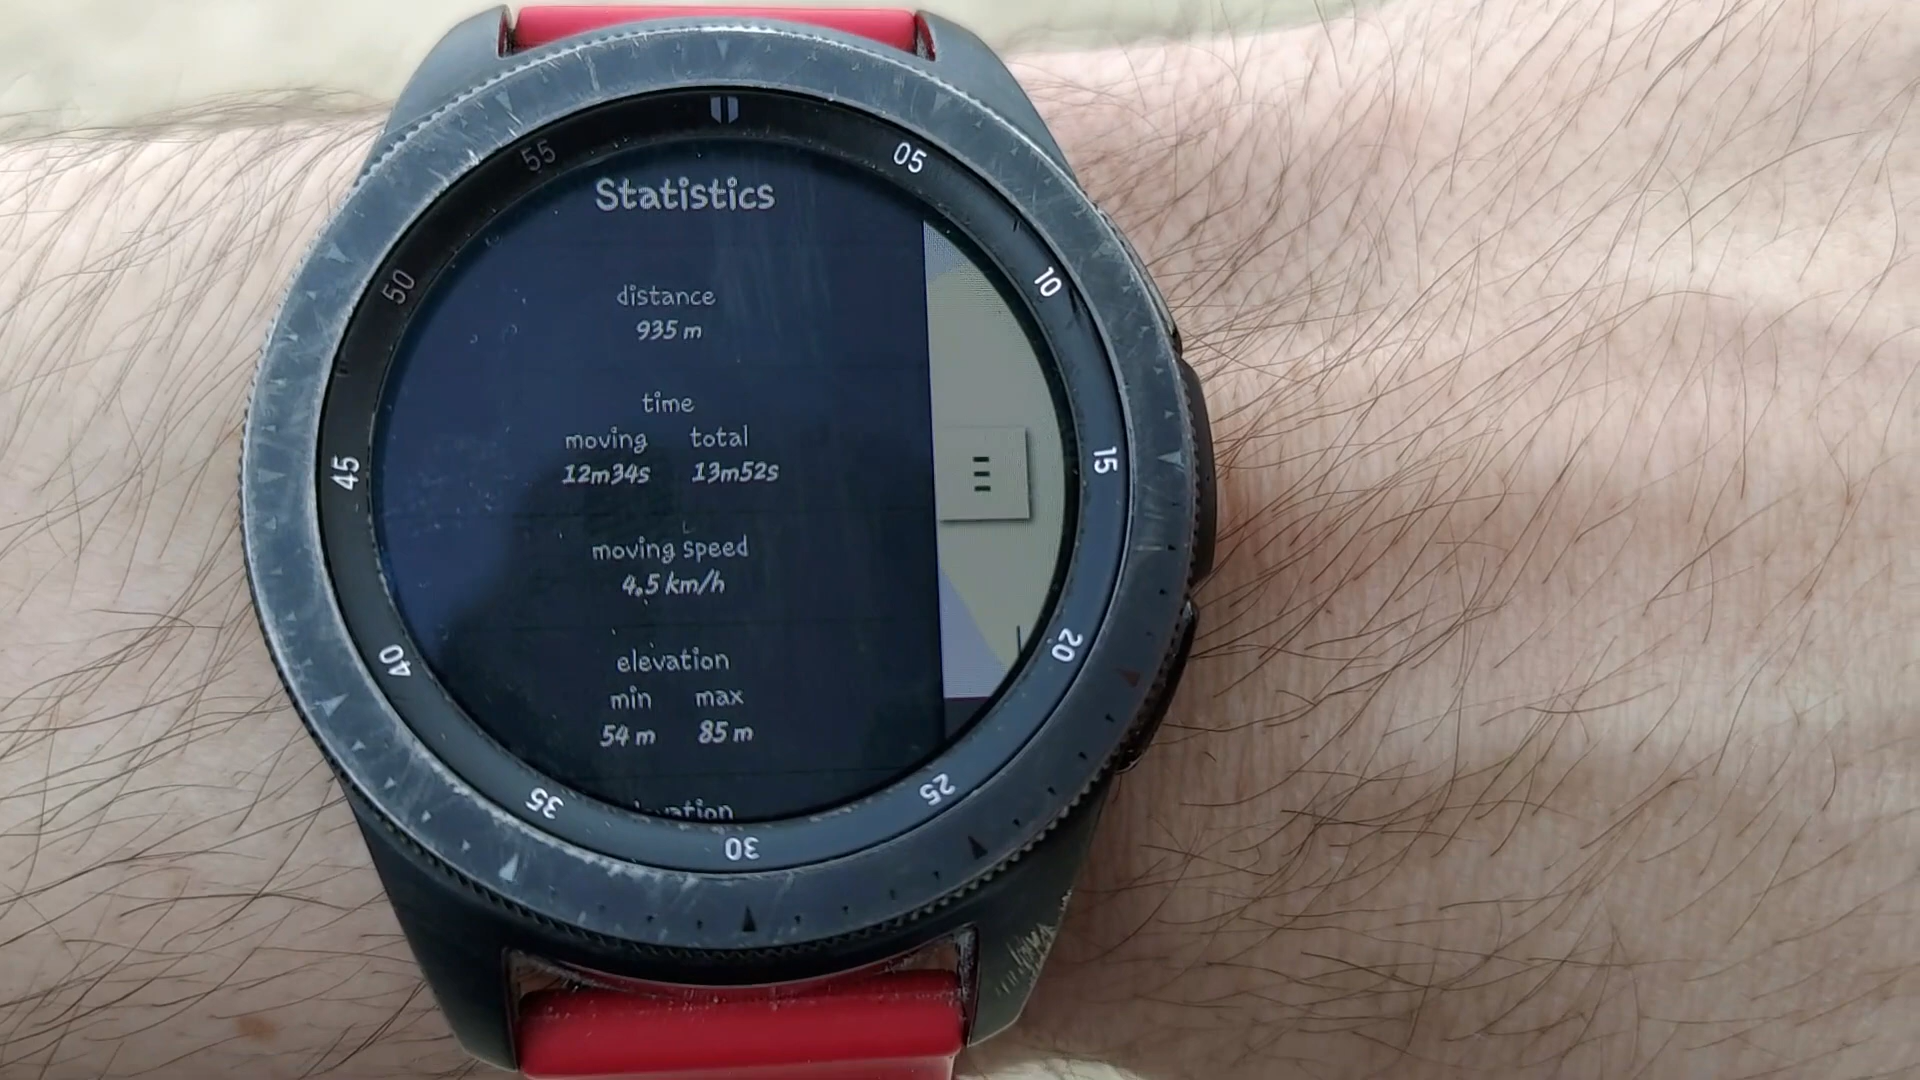 Statistics
distance
935 m
time
moving total
12m34s 13m52s
moving speed
4.5 km/h
elevation
min max
54 m 85 m
05
10
15
20
25
30
35
40
45
50
55